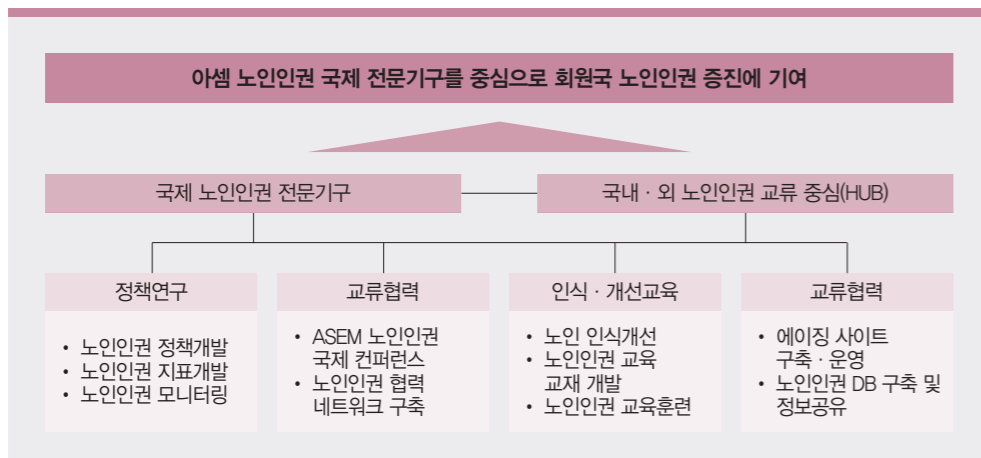 아셈 노인인권 국제 전문기구를 중심으로 회원국 노인인권 증진에 기여
국제 노인인권 전문기구
국내 · 외 노인인권 교류 중심(HUB)
정책연구
• 노인인권 정책개발
• 노인인권 지표개발
• 노인인권 모니터링
교류협력
• ASEM 노인인권
국제 컨퍼런스
• 노인인권 협력
네트워크 구축
인식 · 개선교육
• 노인 인식개선
• 노인인권 교육
교재 개발
• 노인인권 교육훈련
교류협력
• 에이징 사이트
구축 · 운영
• 노인인권 DB 구축 및
정보공유